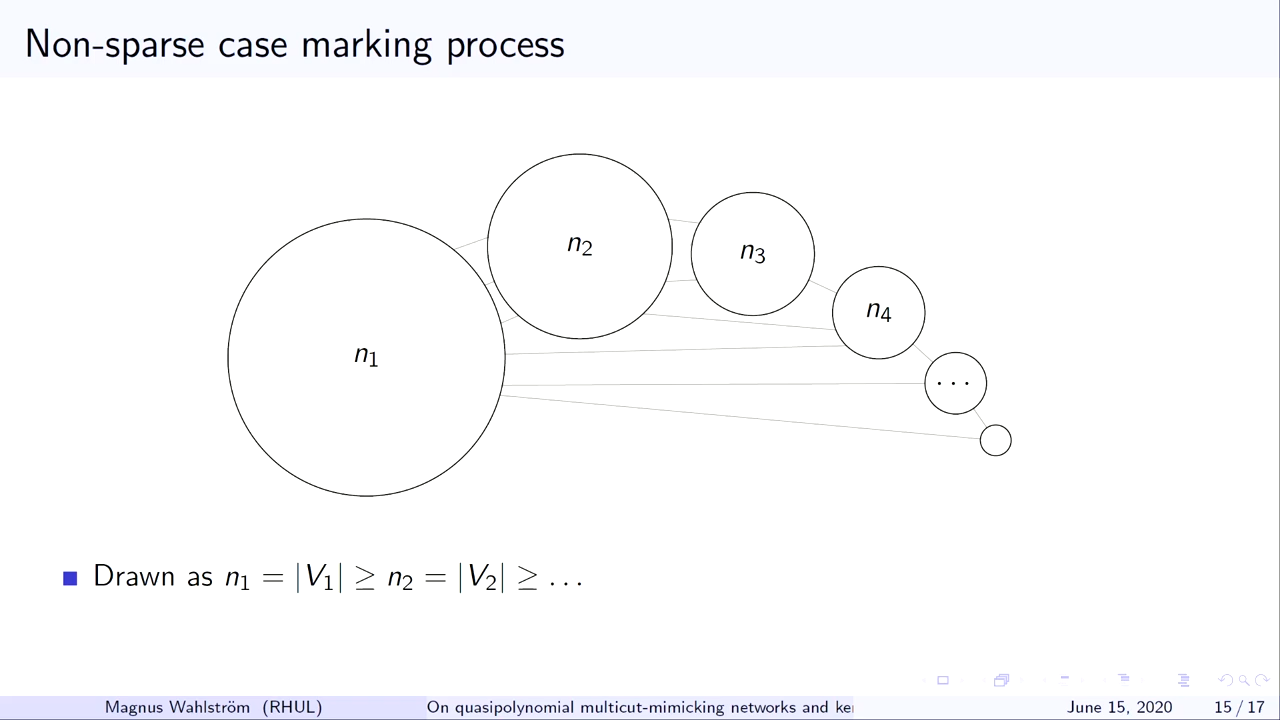 Non-sparse case marking process
n₁
n₂
n₃
n₄
...
Drawn as n₁ = |V₁| ≥ n₂ = |V₂| ≥ ...
Magnus Wahlström (RHUL) On quasipolynomial multicut-mimicking networks and ke June 15, 2020 15 / 17